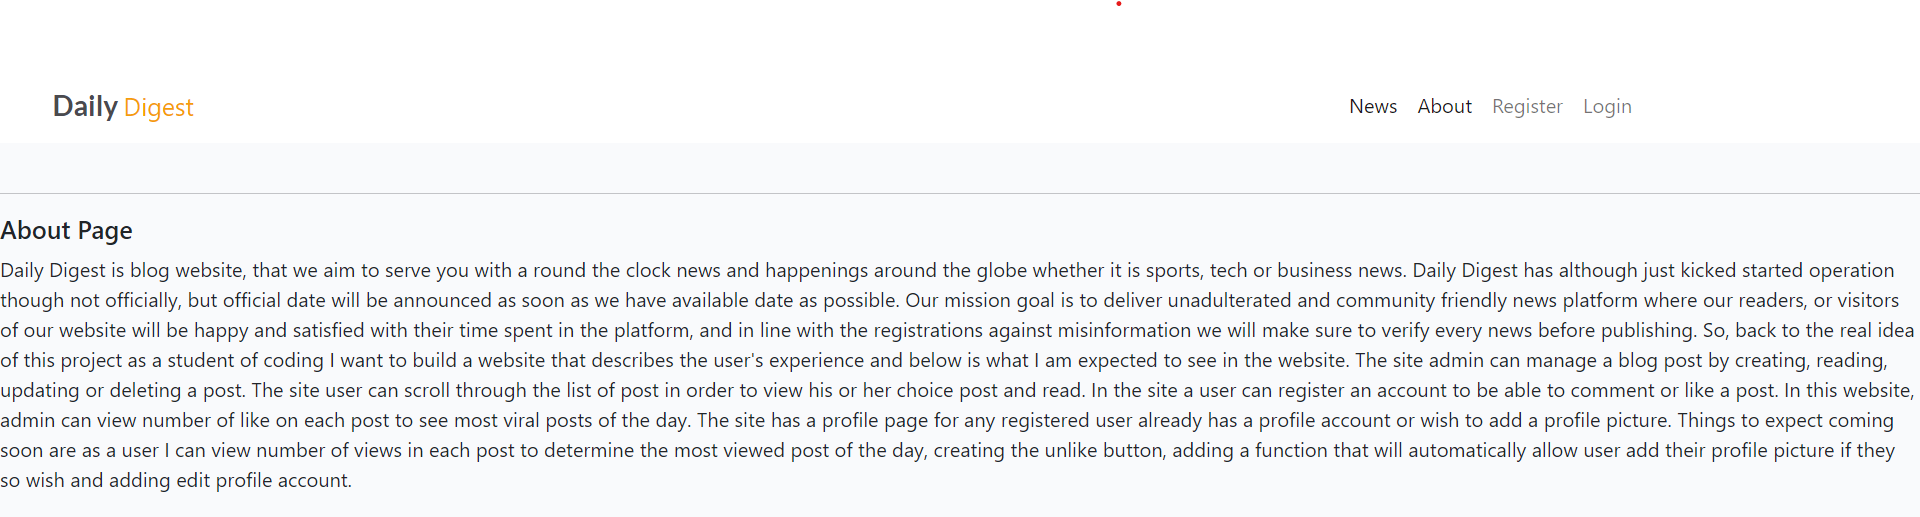 Daily Digest
News About Register Login
About Page
Daily Digest is blog website, that we aim to serve you with a round the clock news and happenings around the globe whether it is sports, tech or business news. Daily Digest has although just kicked started operation
though not officially, but official date will be announced as soon as we have available date as possible. Our mission goal is to deliver unadulterated and community friendly news platform where our readers, or visitors
of our website will be happy and satisfied with their time spent in the platform, and in line with the registrations against misinformation we will make sure to verify every news before publishing. So, back to the real idea
of this project as a student of coding I want to build a website that describes the user's experience and below is what I am expected to see in the website. The site admin can manage a blog post by creating, reading,
updating or deleting a post. The site user can scroll through the list of post in order to view his or her choice post and read. In the site a user can register an account to be able to comment or like a post. In this website,
admin can view number of like on each post to see most viral posts of the day. The site has a profile page for any registered user already has a profile account or wish to add a profile picture. Things to expect coming
soon are as a user I can view number of views in each post to determine the most viewed post of the day, creating the unlike button, adding a function that will automatically allow user add their profile picture if they
so wish and adding edit profile account.